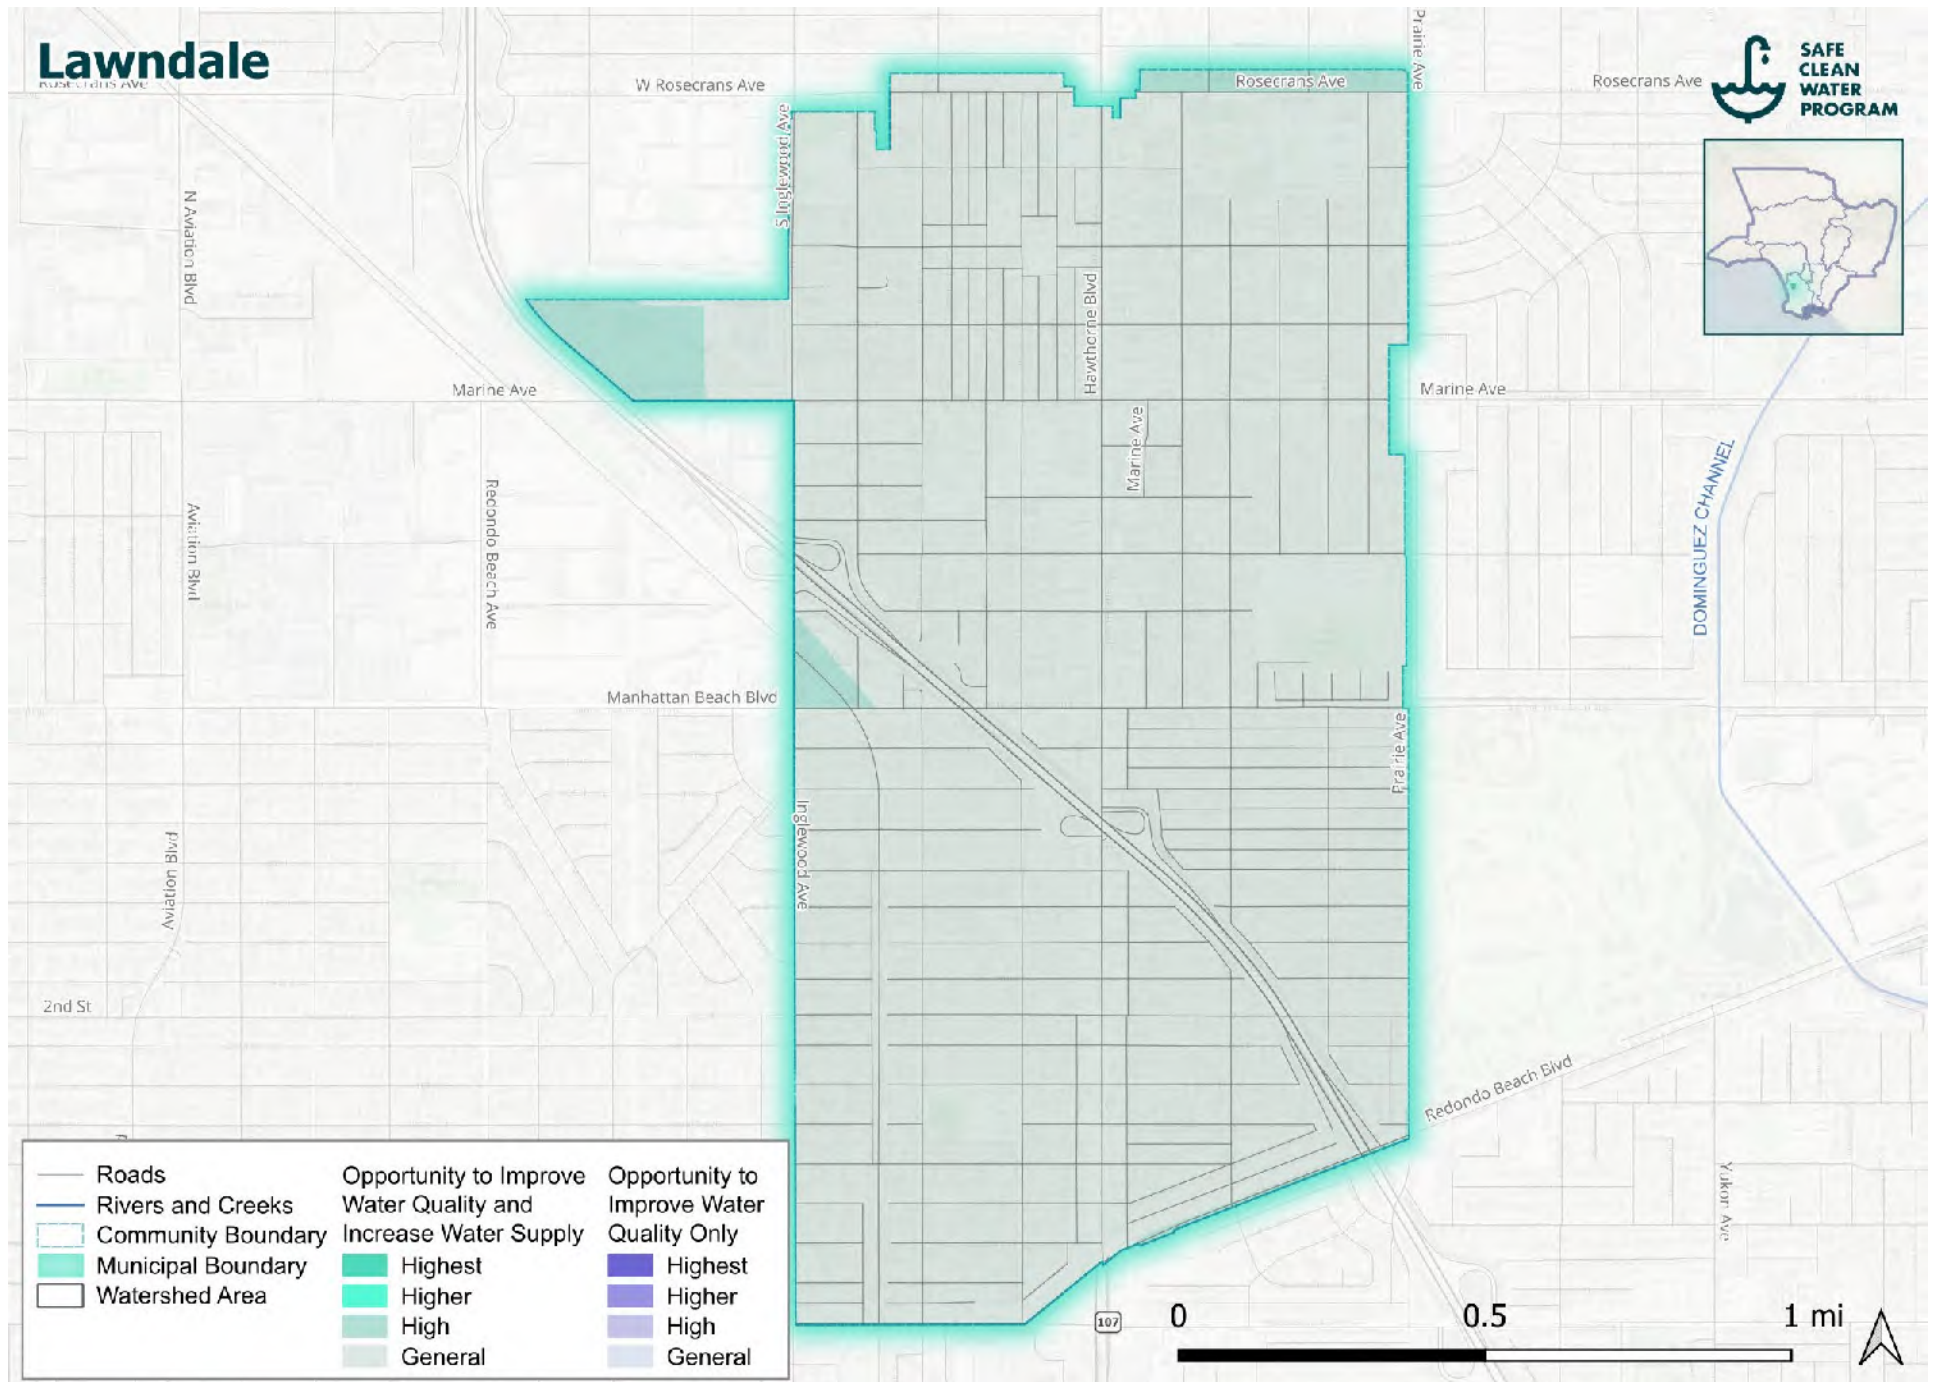 Lawndale
Rosecrans Ave
W Rosecrans Ave
Rosecrans Ave
Rosecrans Ave
Prairie Ave
SAFE
CLEAN
WATER
PROGRAM
S Inglewood Ave
N Aviation Blvd
Hawthorne Blvd
Marine Ave
Marine Ave
Marine Ave
DOMINGUEZ CHANNEL
Redondo Beach Ave
Aviation Blvd
Manhattan Beach Blvd
Prairie Ave
Inglewood Ave
Aviation Blvd
2nd St
Redondo Beach Blvd
Yukon Ave
107
Roads
Rivers and Creeks
Community Boundary
Municipal Boundary
Watershed Area
Opportunity to Improve
Water Quality and
Increase Water Supply
Highest
Higher
High
General
Opportunity to
Improve Water
Quality Only
Highest
Higher
High
General
0 0.5 1 mi